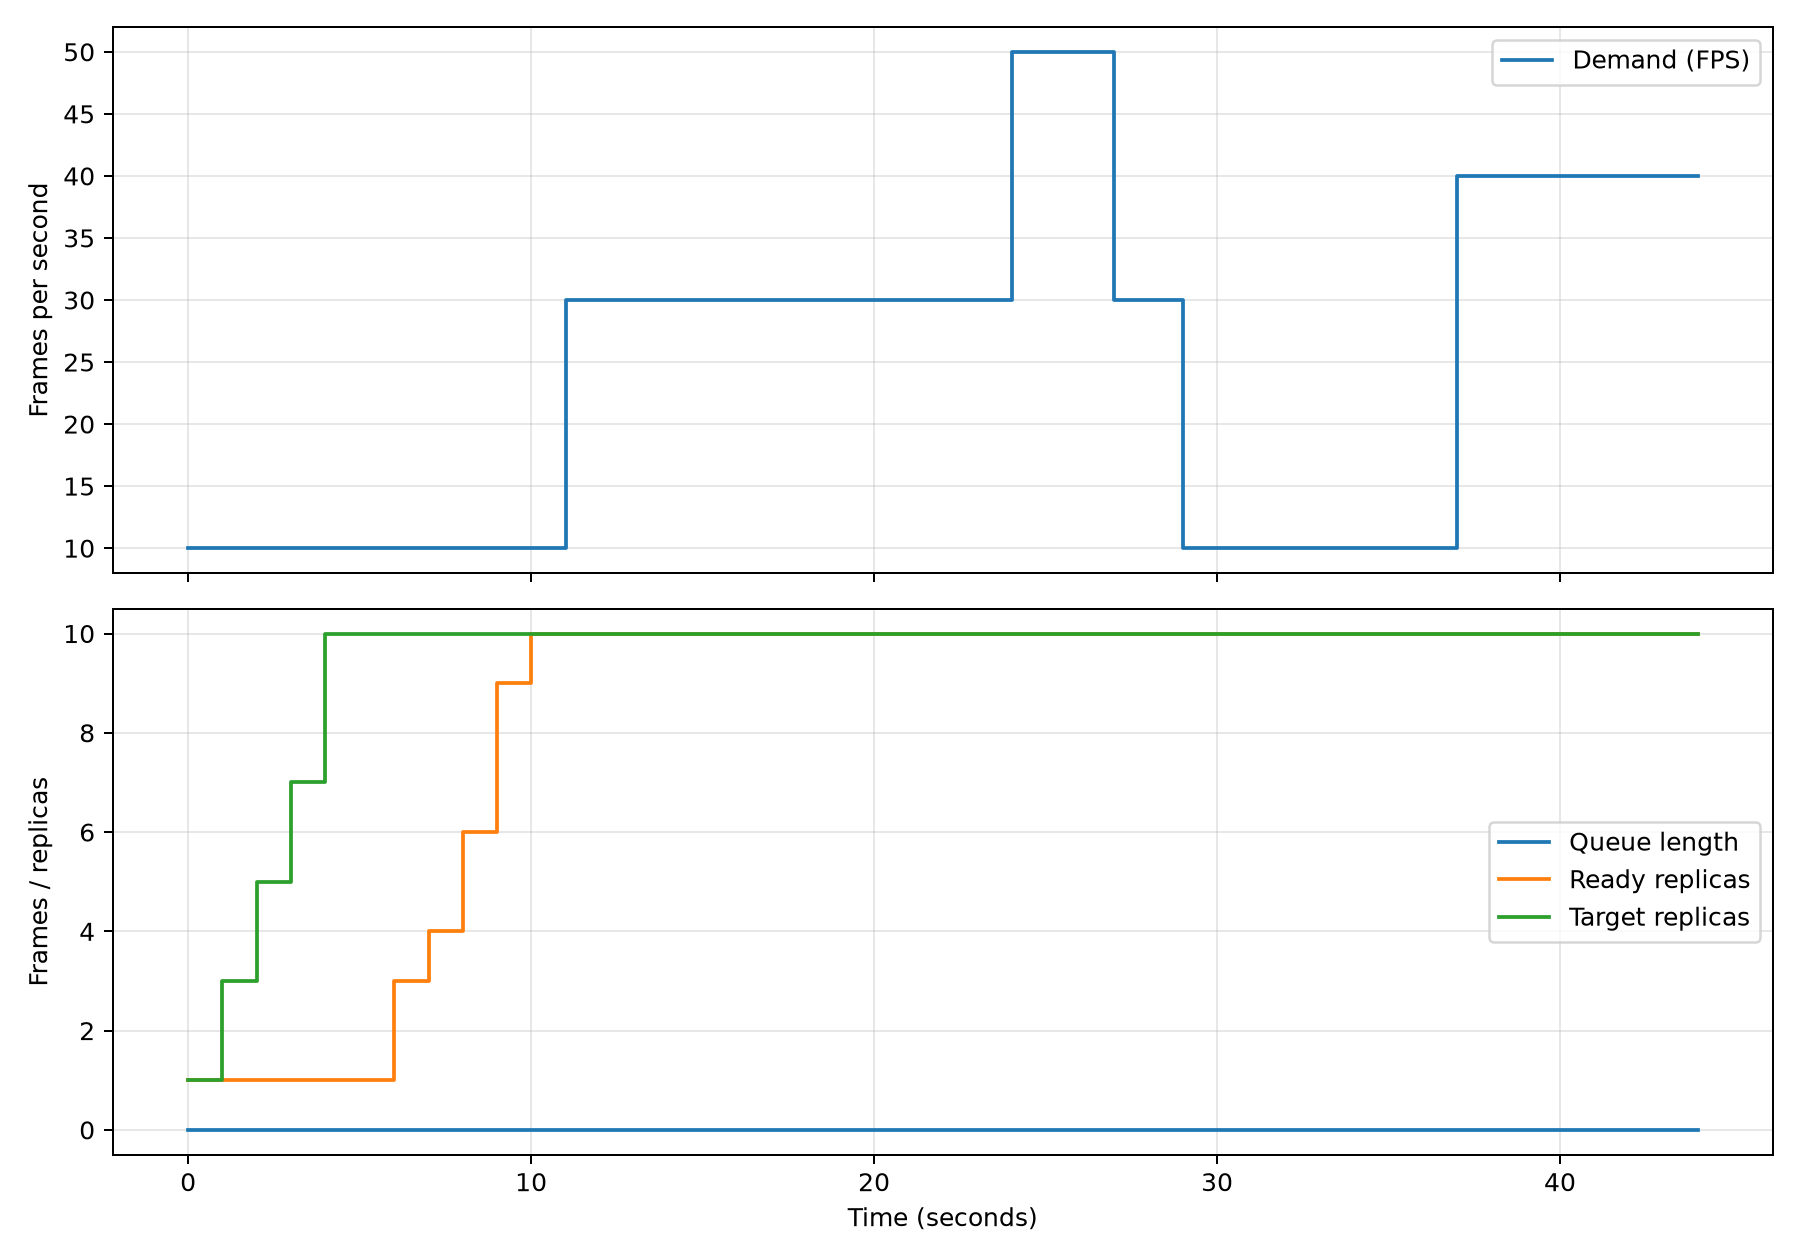 Frames per second
50
45
40
35
30
25
20
15
10
Demand (FPS)
Frames / replicas
10
8
6
4
2
0
Queue length
Ready replicas
Target replicas
0 10 20 30 40
Time (seconds)